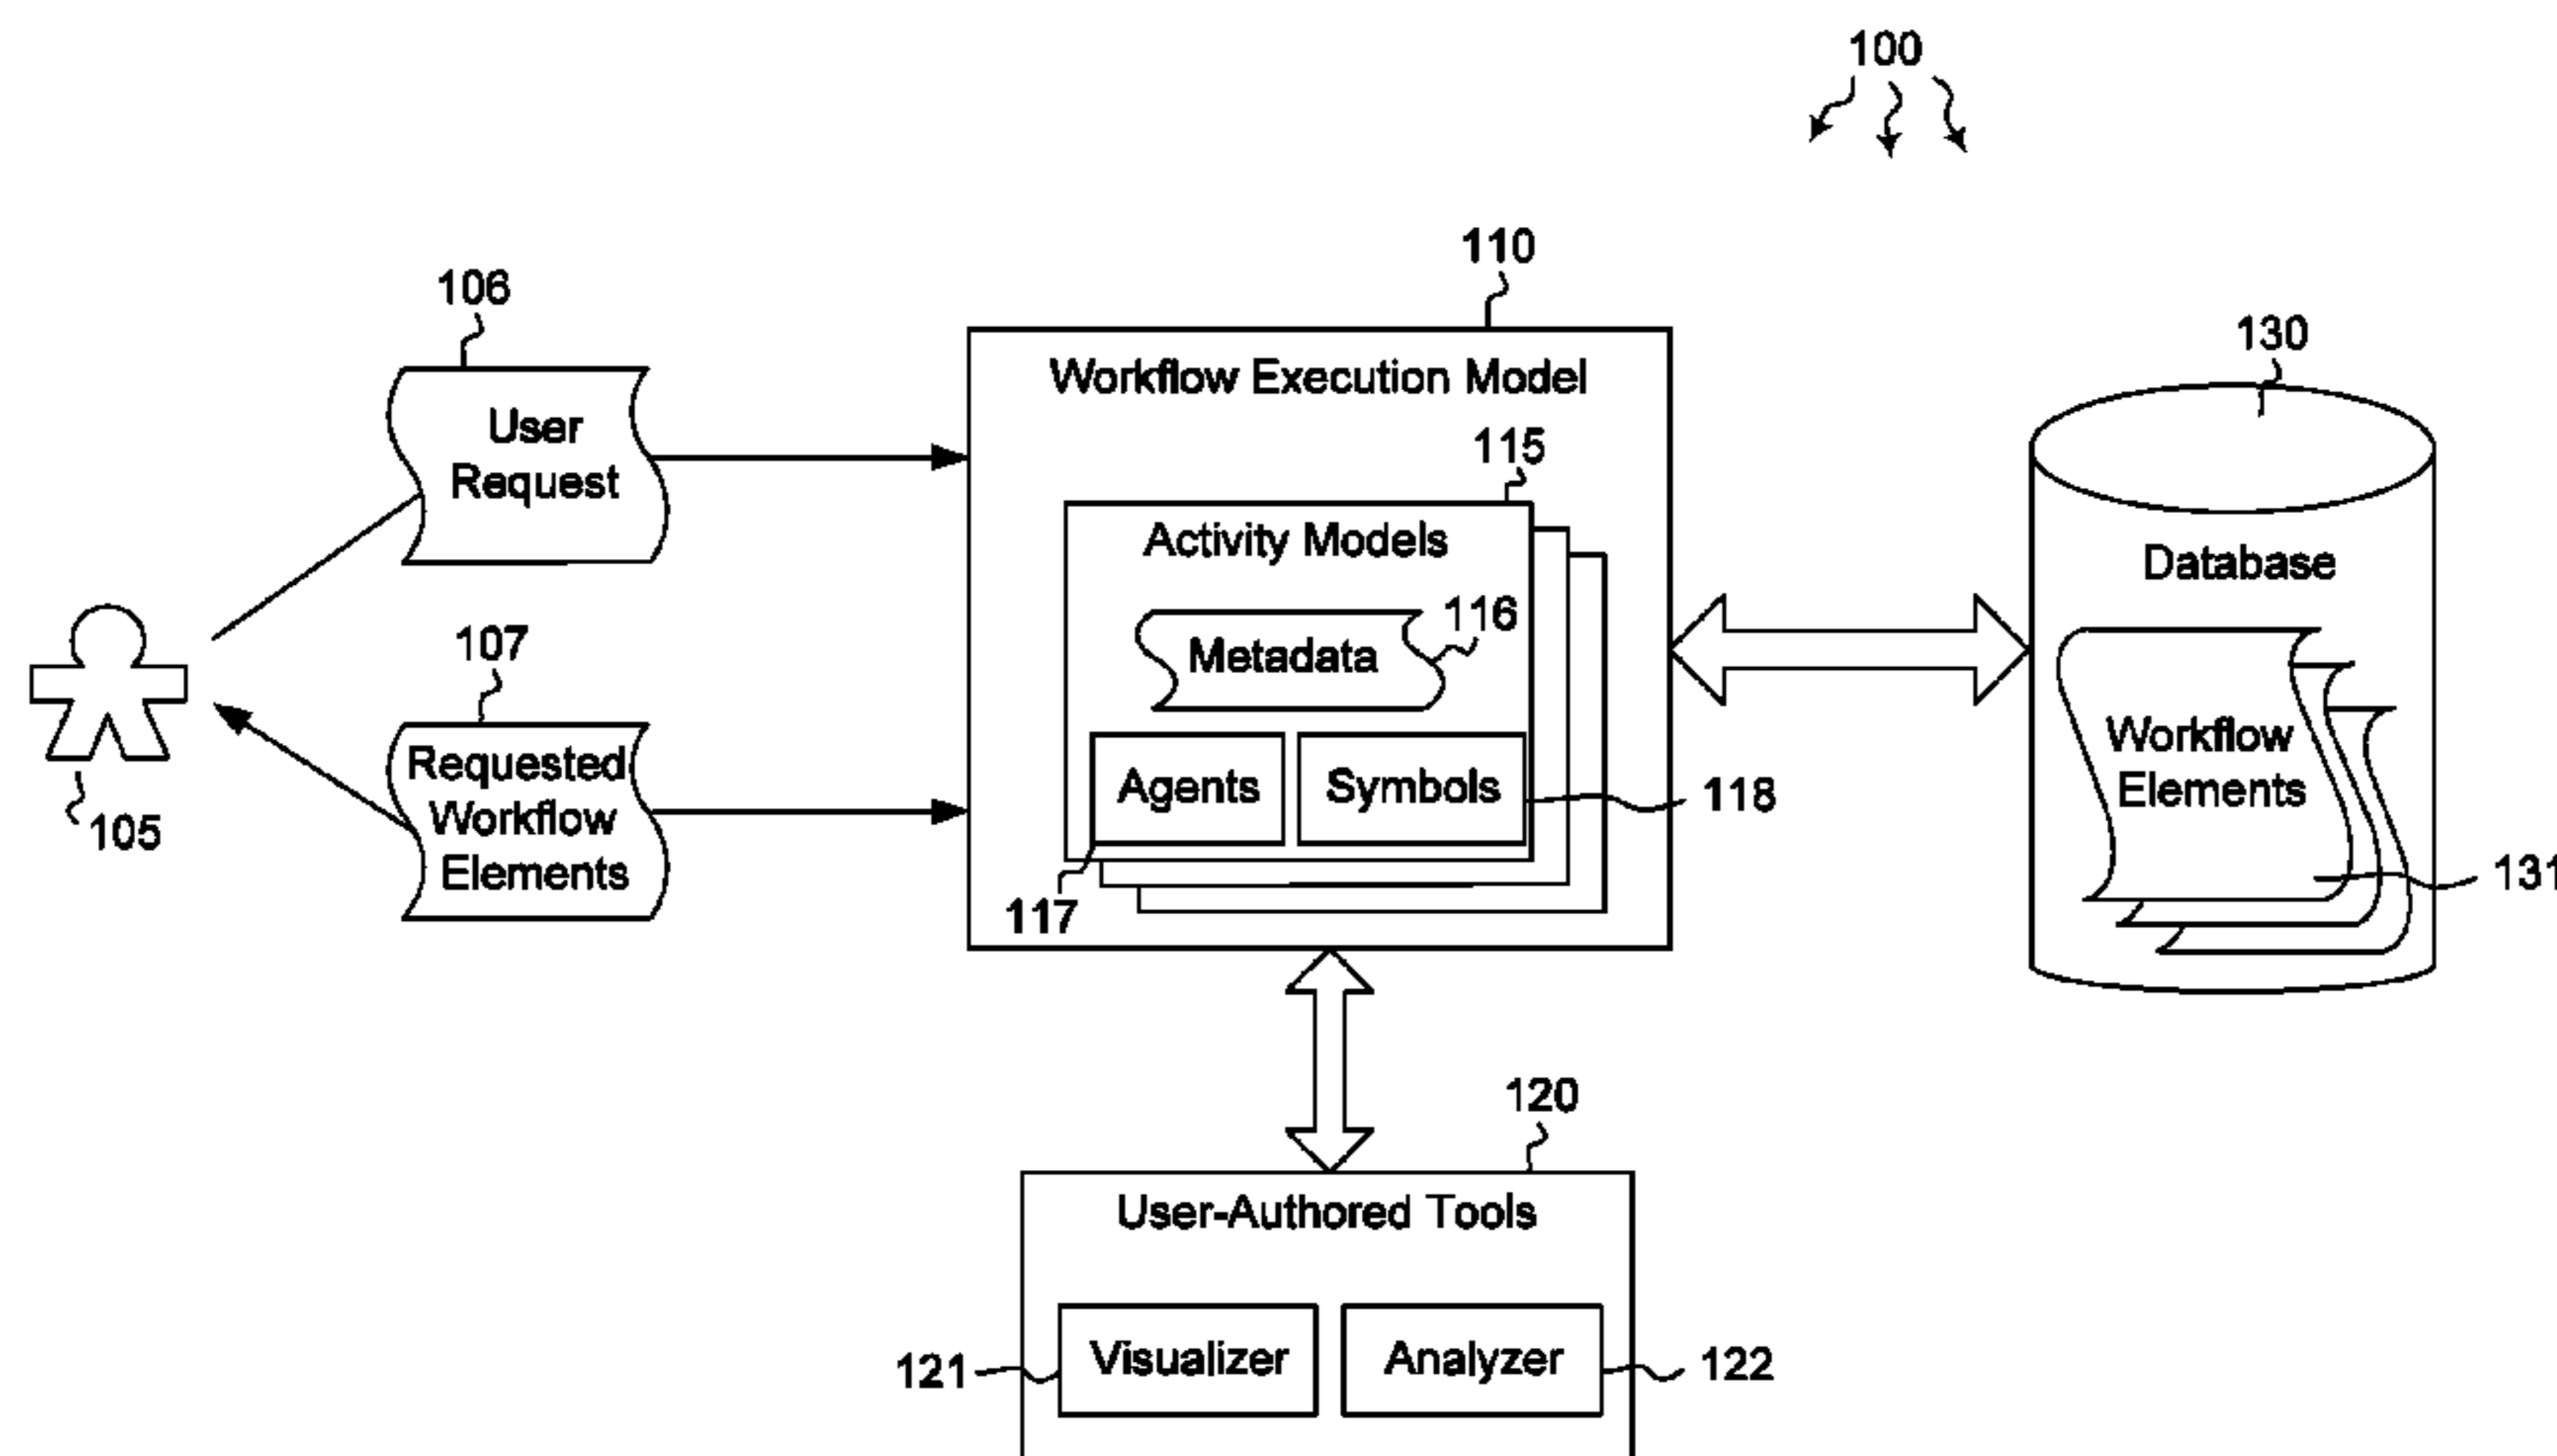 100
110
106
130
User
Request
Workflow Execution Model
115
Activity Models
Database
116
Metadata
107
Requested
Workflow
Elements
Agents
Symbols
118
Workflow
Elements
105
131
117
120
User-Authored Tools
121
Visualizer
Analyzer
122